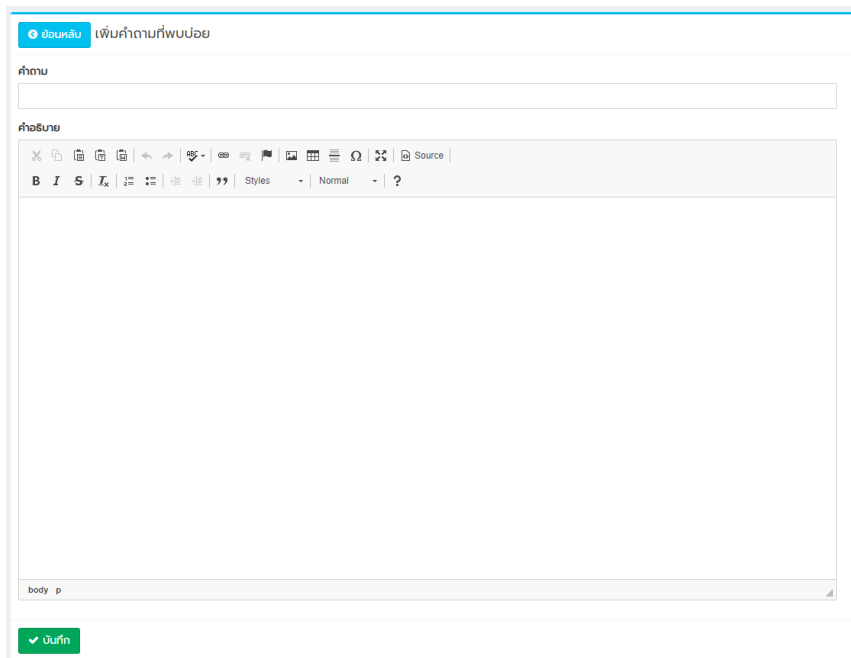 ย้อนกลับ เพิ่มคำถามที่พบบ่อย
คำถาม
คำอธิบาย
Source
B I S Ix Styles Normal ?
body p
บันทึก